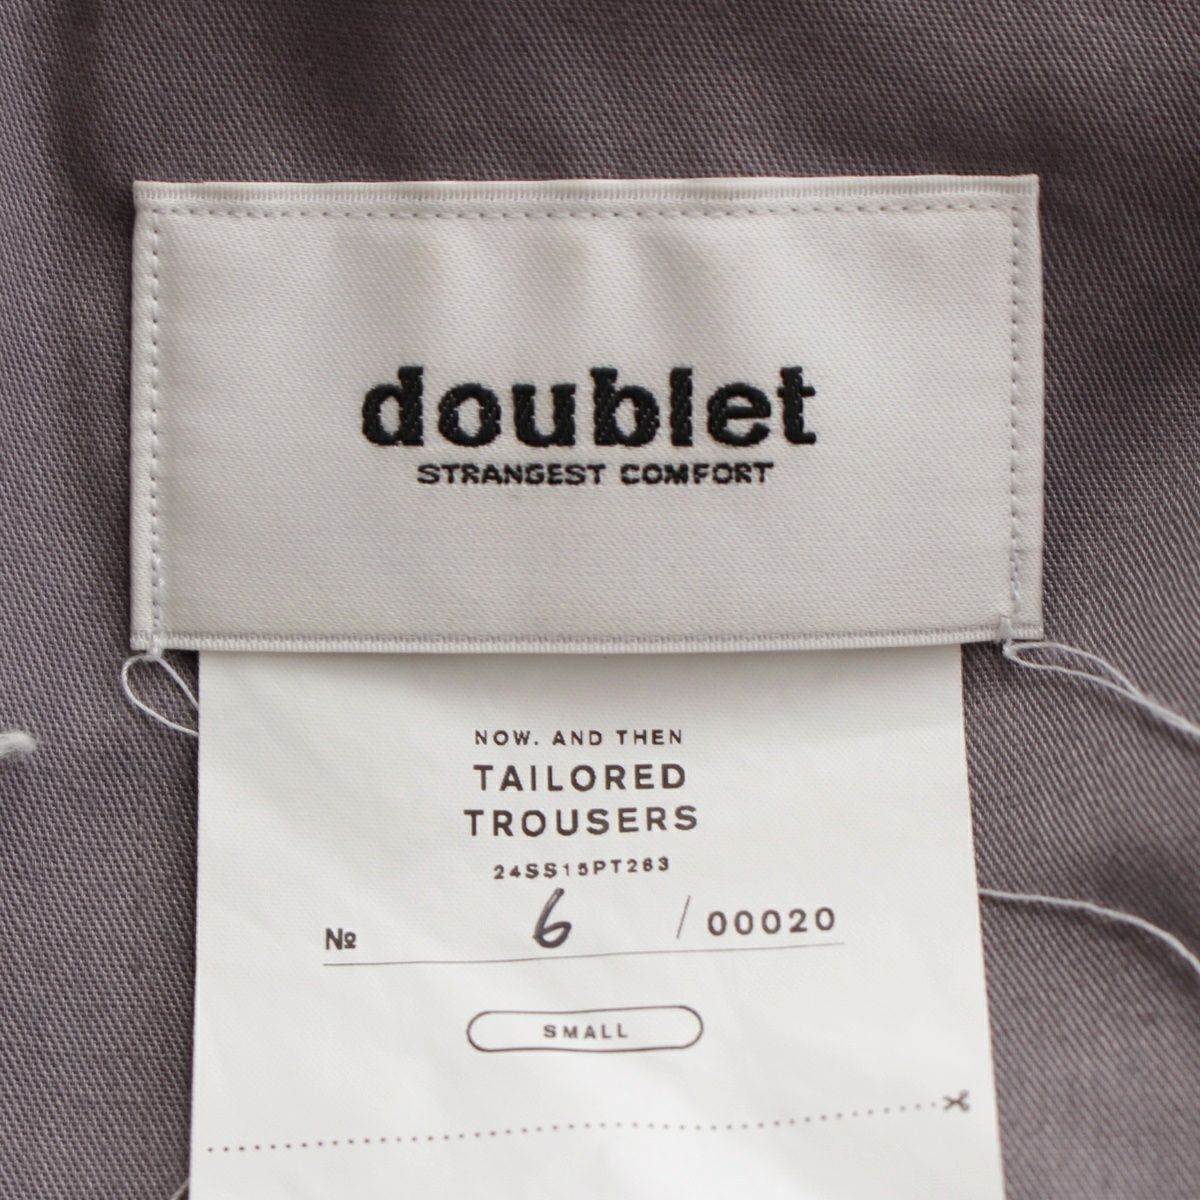 doublet
STRANGEST COMFORT
NOW. AND THEN
TAILORED
TROUSERS
24SS15PT263
№ 6 / 00020
SMALL